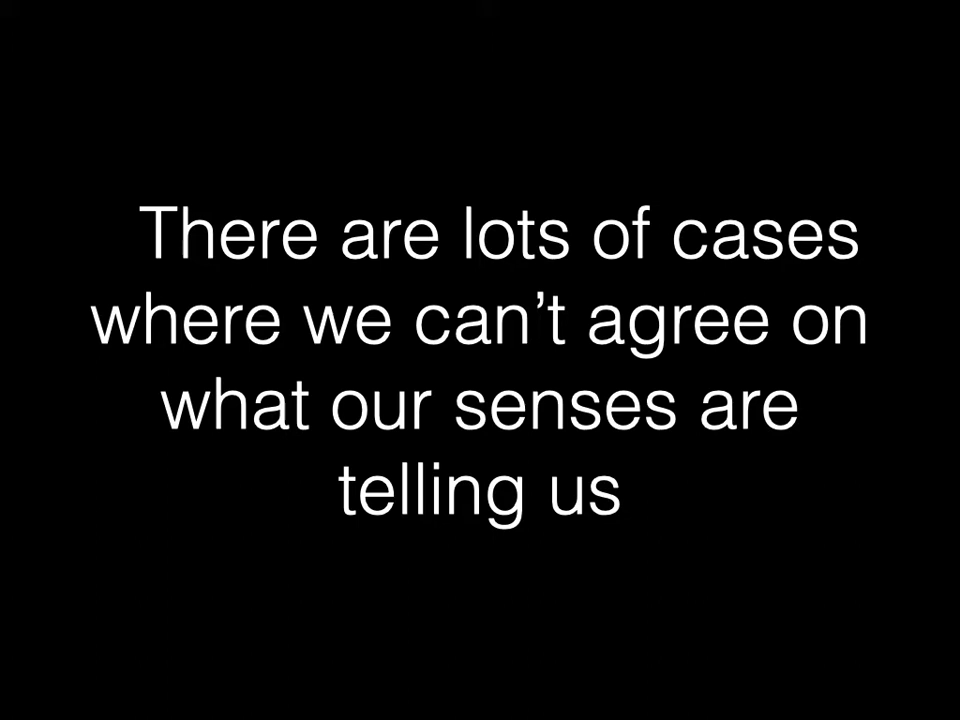 There are lots of cases
where we can’t agree on
what our senses are
telling us